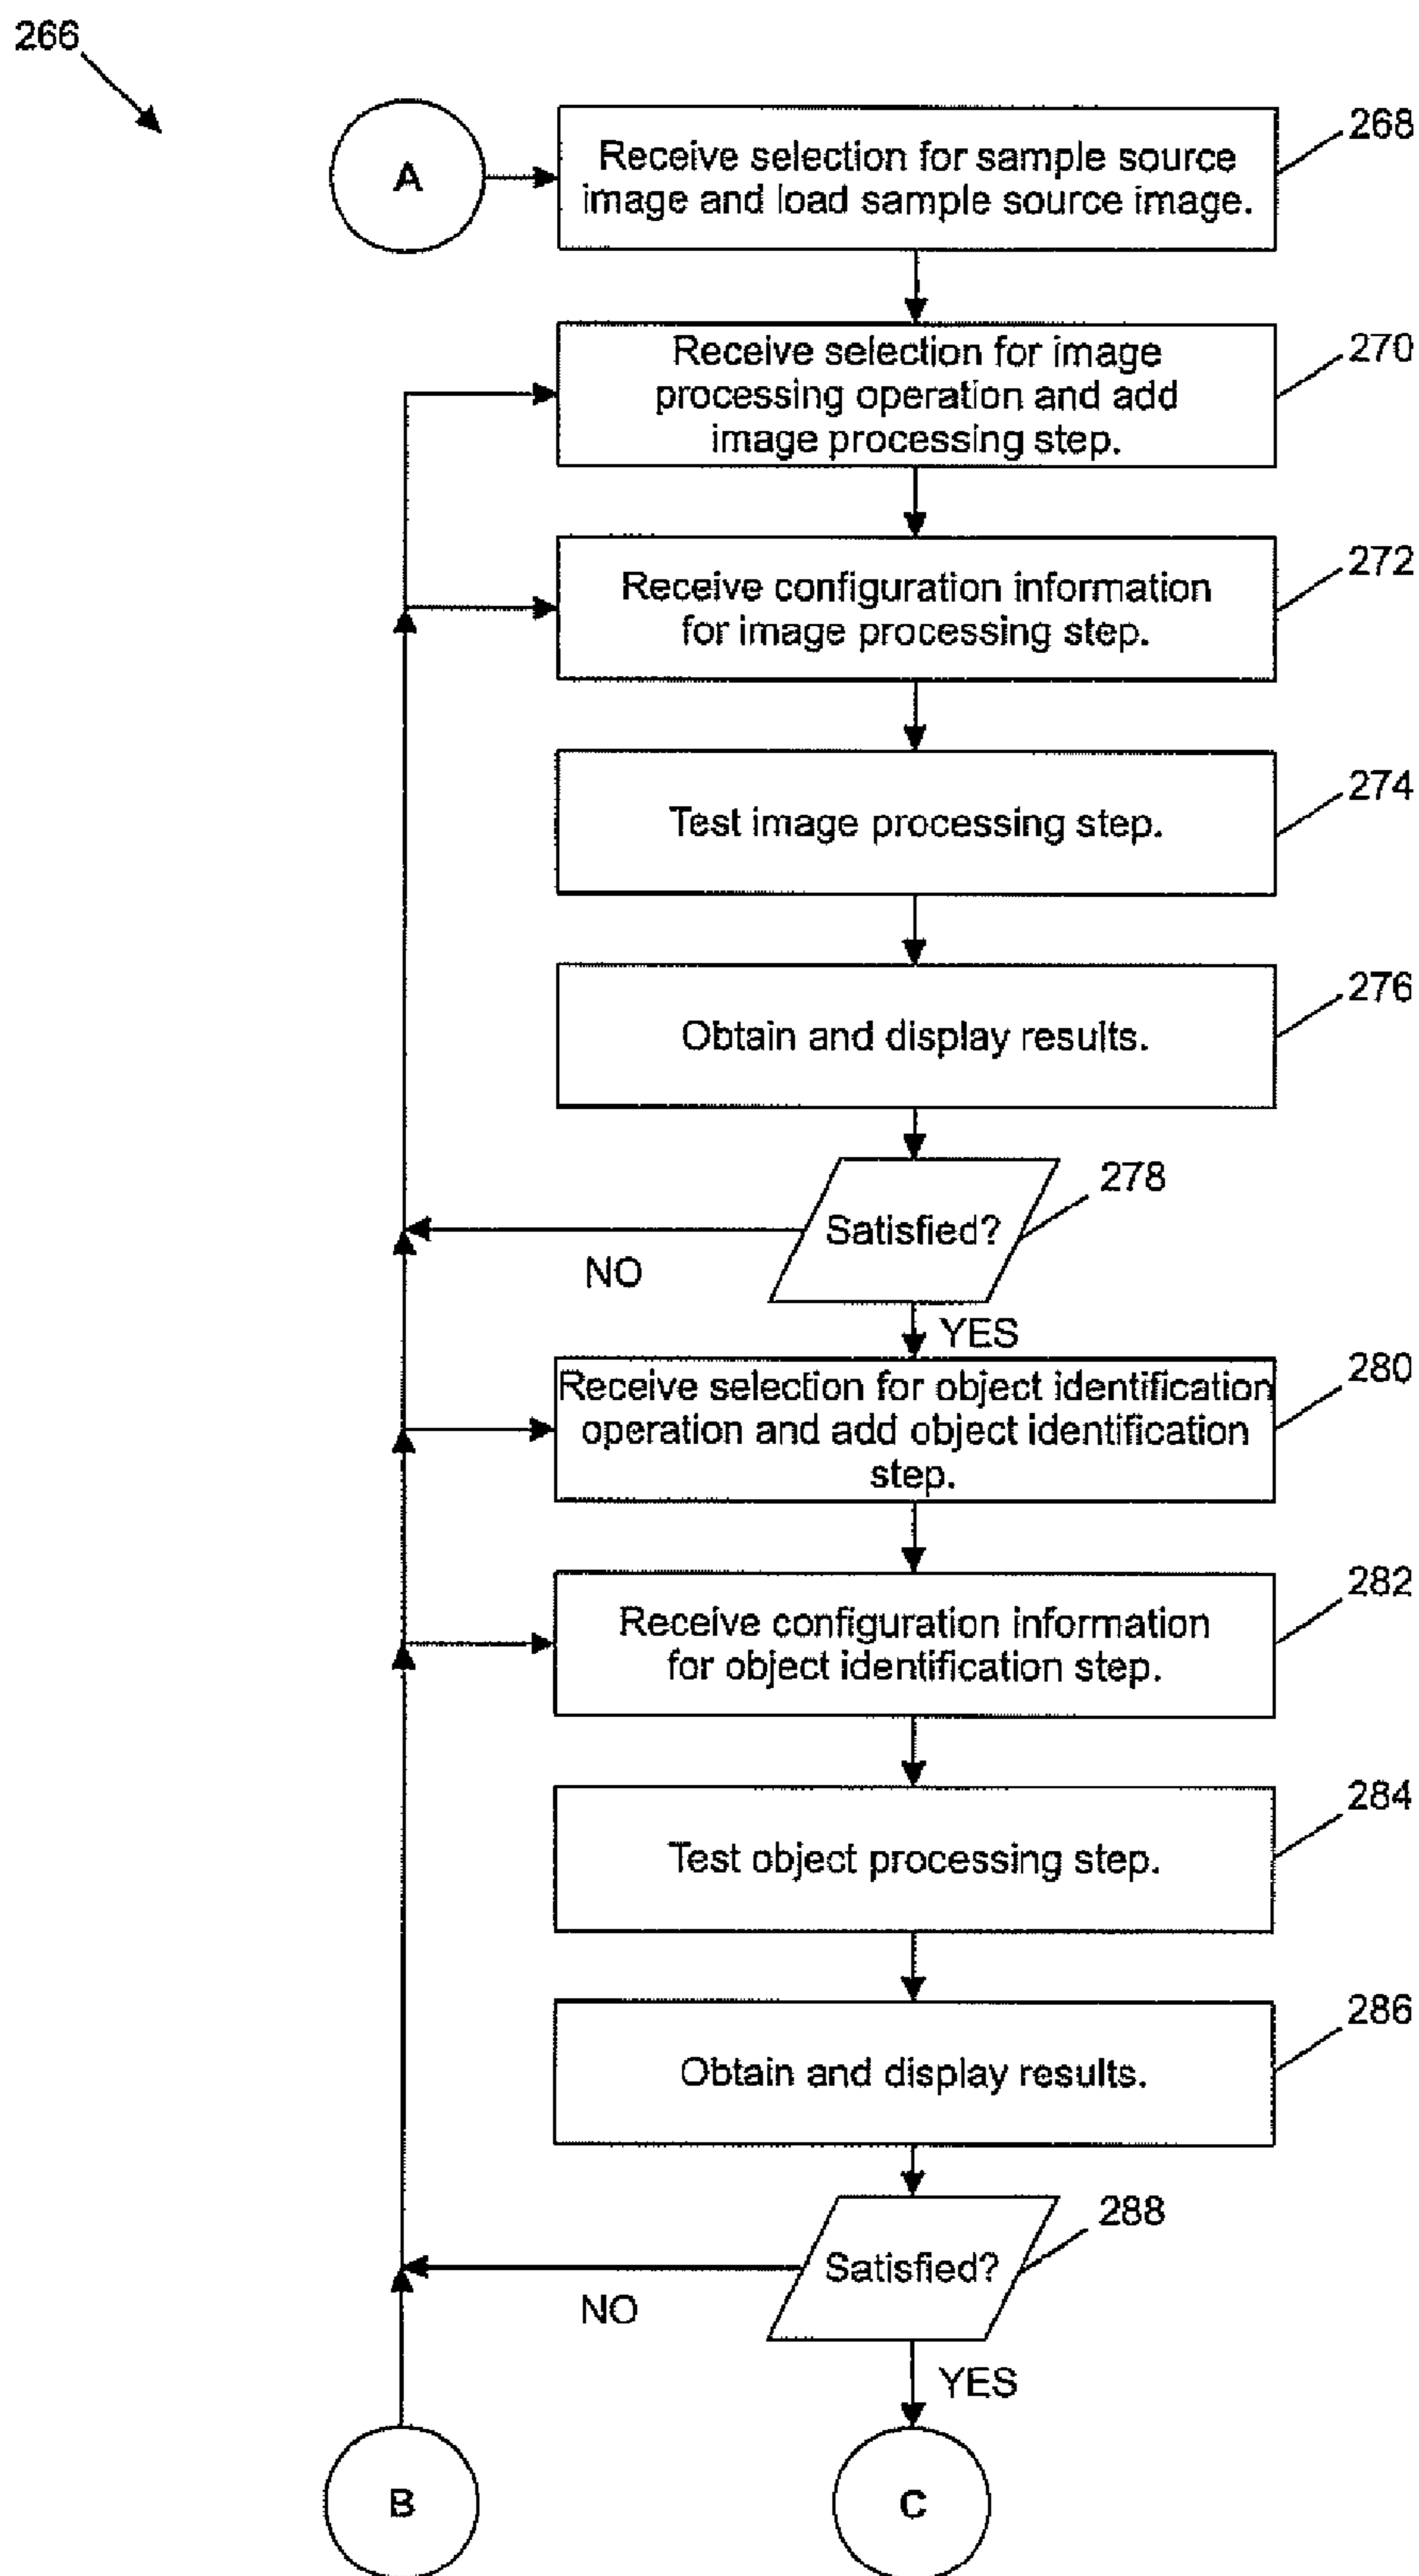 266
A
Receive selection for sample source
image and load sample source image.
268
Receive selection for image
processing operation and add
image processing step.
270
Receive configuration information
for image processing step.
272
Test image processing step.
274
Obtain and display results.
276
Satisfied?
278
NO
YES
Receive selection for object identification
operation and add object identification
step.
280
Receive configuration information
for object identification step.
282
Test object processing step.
284
Obtain and display results.
286
Satisfied?
288
NO
YES
B
C